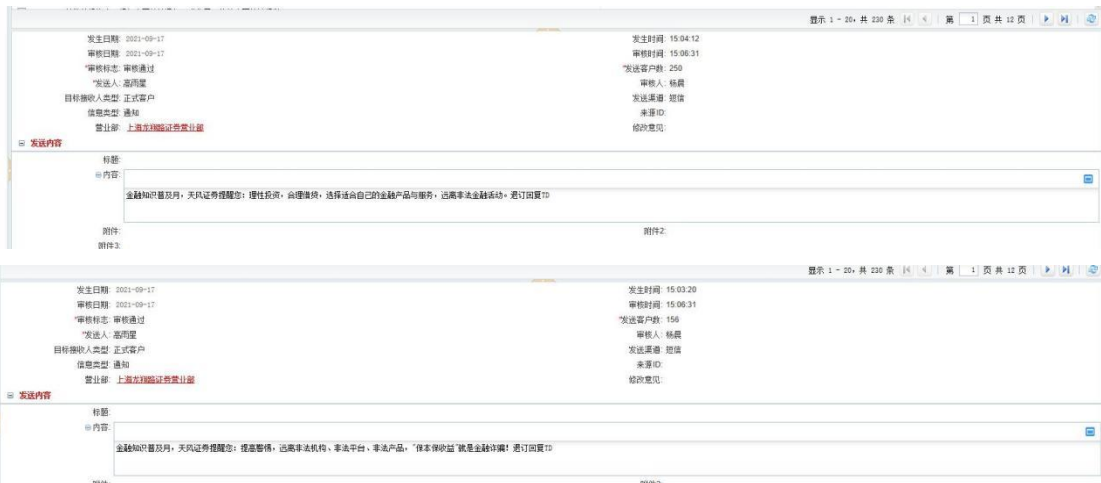 显示 1 - 20，共 230 条 第 1 页 共 12 页
发生日期: 2021-09-17 发生时间: 15:04:12
审核日期: 2021-09-17 审核时间: 15:06:31
*审核标志: 审核通过 *发送客户数: 250
*发送人: 高雨星 审核人: 杨晨
目标接收人类型: 正式客户 发送渠道: 短信
信息类型: 通知 来源ID:
营业部: 上海龙翔路证券营业部 修改意见:
发送内容
标题:
内容:
金融知识普及月，天风证券提醒您：理性投资，合理借贷，选择适合自己的金融产品与服务，远离非法金融活动。退订回复TD
附件: 附件2:
附件3:
显示 1 - 20，共 230 条 第 1 页 共 12 页
发生日期: 2021-09-17 发生时间: 15:03:20
审核日期: 2021-09-17 审核时间: 15:06:31
*审核标志: 审核通过 *发送客户数: 156
*发送人: 高雨星 审核人: 杨晨
目标接收人类型: 正式客户 发送渠道: 短信
信息类型: 通知 来源ID:
营业部: 上海龙翔路证券营业部 修改意见:
发送内容
标题:
内容:
金融知识普及月，天风证券提醒您：提高警惕，远离非法机构、非法平台、非法产品，"保本保收益"就是金融诈骗！退订回复TD